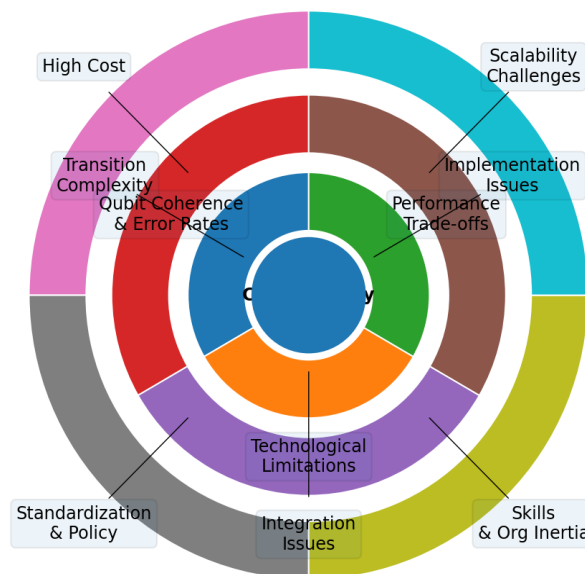 High Cost
Scalability
Challenges
Transition
Complexity
Implementation
Issues
Qubit Coherence
& Error Rates
Performance
Trade-offs
Technological
Limitations
Standardization
& Policy
Integration
Issues
Skills
& Org Inertia